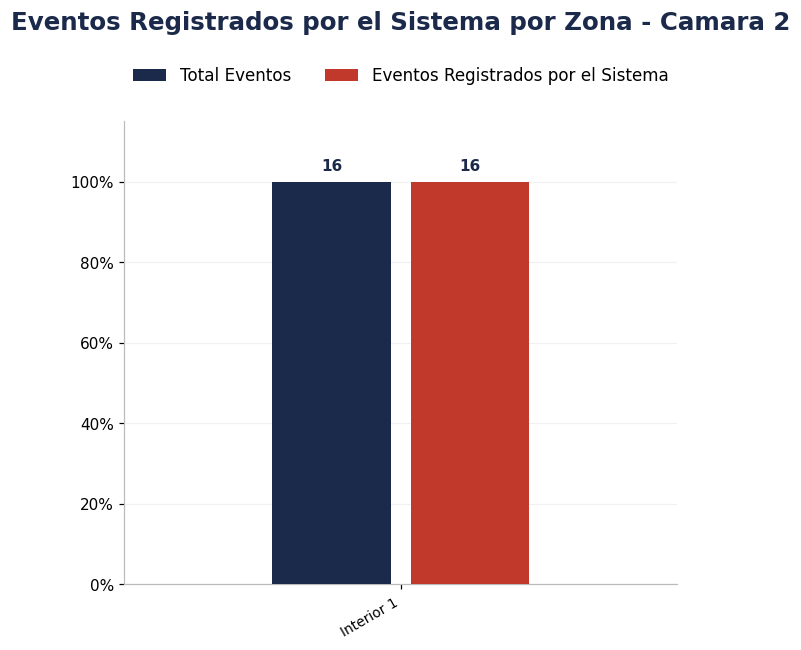 Eventos Registrados por el Sistema por Zona - Camara 2
Total Eventos
Eventos Registrados por el Sistema
16
16
100%
80%
60%
40%
20%
0%
Interior 1